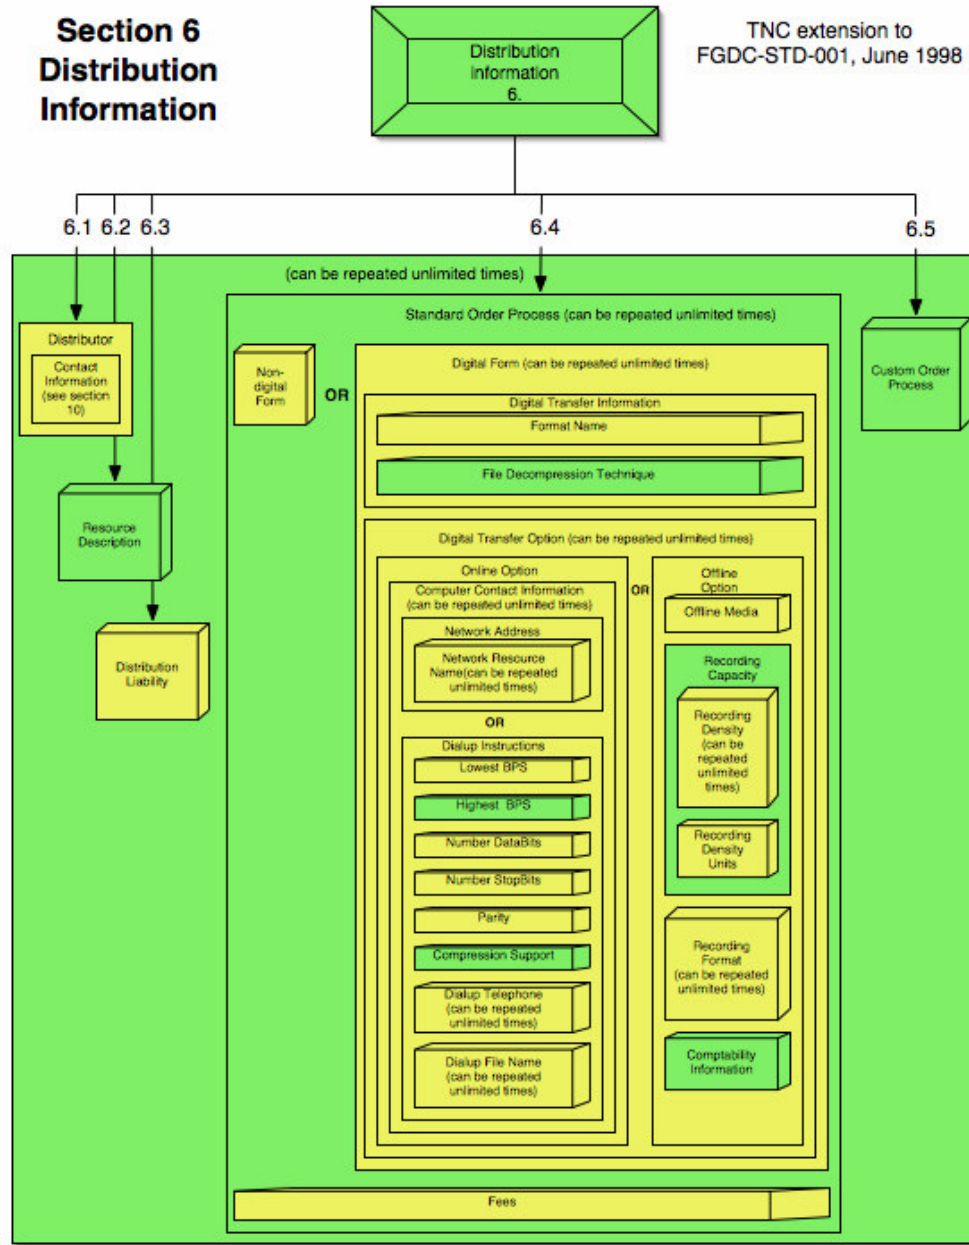 Section 6
Distribution
Information
Distribution
information
6.
TNC extension to
FGDC-STD-001, June 1998
6.1 6.2 6.3 6.4 6.5
(can be repeated unlimited times)
Standard Order Process (can be repeated unlimited times)
Distributor
Contact
Information
(see section
10)
Resource
Description
Distribution
Liability
Non-
digital
Form
OR
Digital Form (can be repeated unlimited times)
Digital Transfer Information
Format Name
File Decompression Technique
Digital Transfer Option (can be repeated unlimited times)
Online Option
Computer Contact Information
(can be repeated unlimited times)
Network Address
Network Resource
Name(can be repeated
unlimited times)
OR
Dialup Instructions
Lowest BPS
Highest BPS
Number DataBits
Number StopBits
Parity
Compression Support
Dialup Telephone
(can be repeated
unlimited times)
Dialup File Name
(can be repeated
unlimited times)
OR
Offline
Option
Offline Media
Recording
Capacity
Recording
Density
(can be
repeated
unlimited
times)
Recording
Density
Units
Recording
Format
(can be repeated
unlimited times)
Comptability
Information
Fees
Custom Order
Process